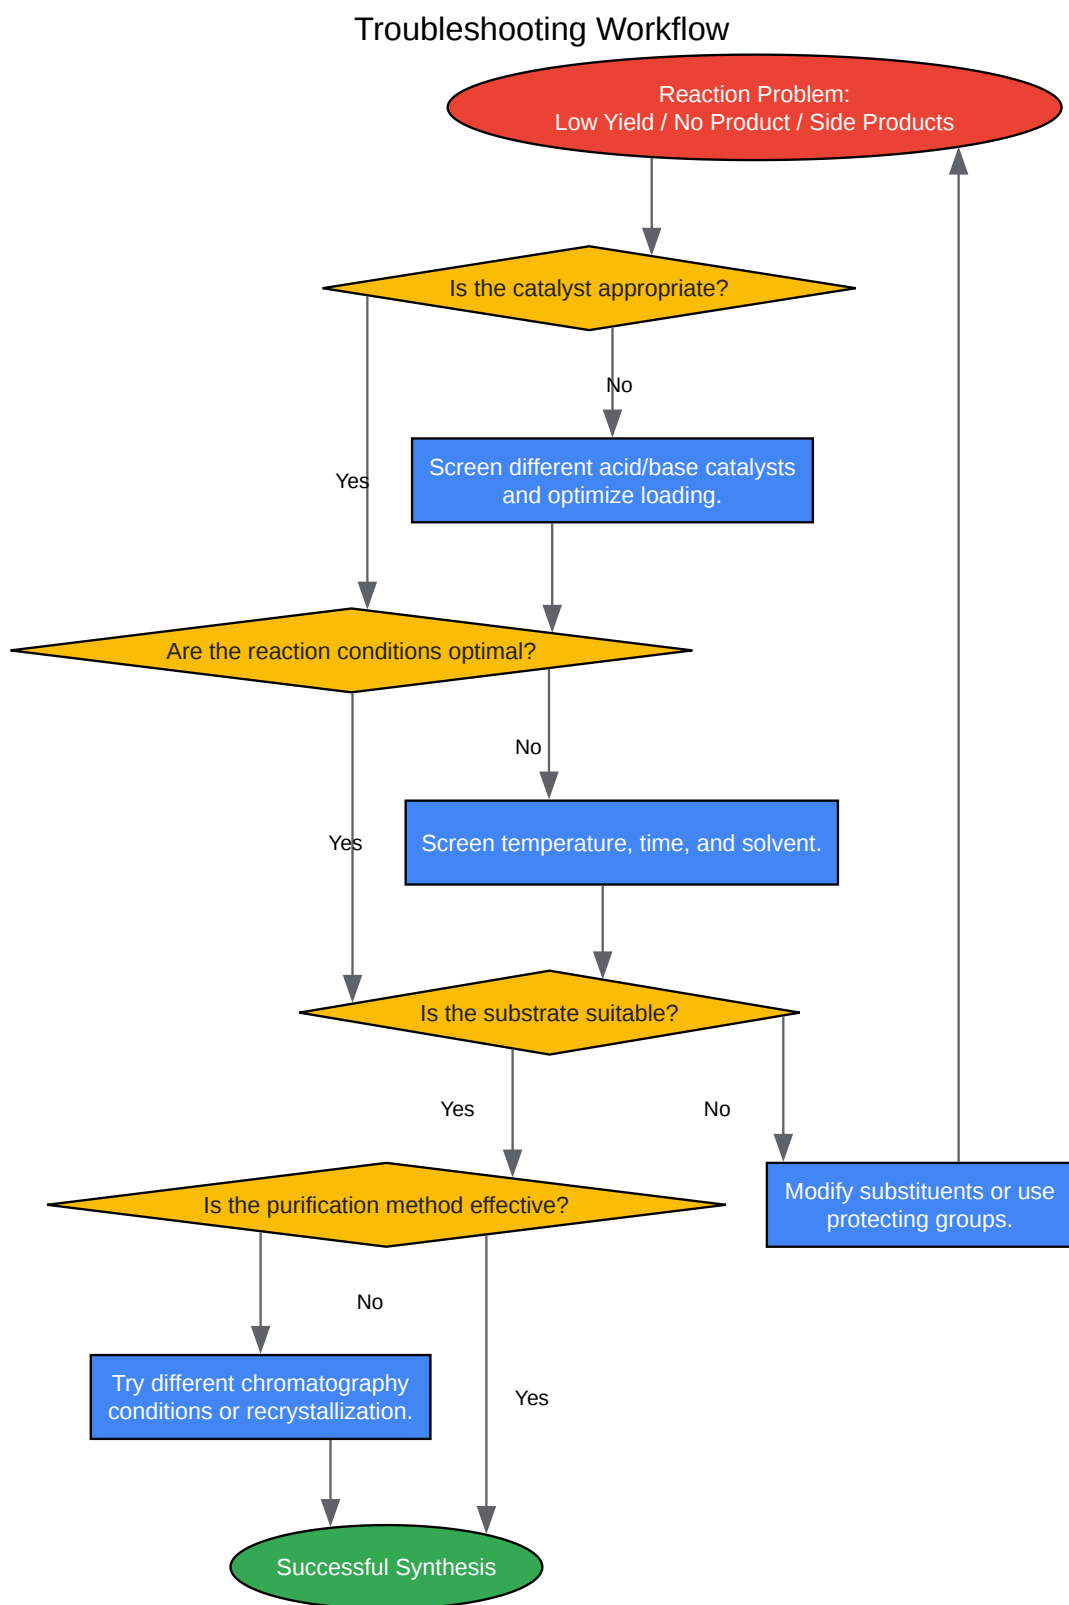 Troubleshooting Workflow
Reaction Problem:
Low Yield / No Product / Side Products
Is the catalyst appropriate?
No
Yes
Screen different acid/base catalysts
and optimize loading.
Are the reaction conditions optimal?
No
Yes
Screen temperature, time, and solvent.
Is the substrate suitable?
Yes
No
Is the purification method effective?
Modify substituents or use
protecting groups.
No
Yes
Try different chromatography
conditions or recrystallization.
Successful Synthesis